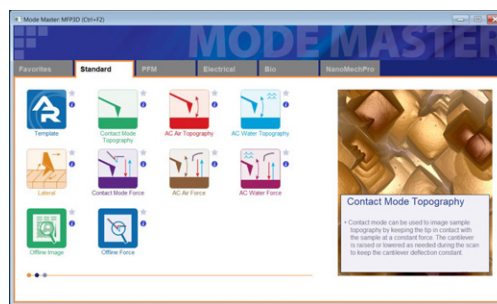 Mode Master: MFP3D (Ctrl+F2)
MODE MASTER
Favorites
Standard
PFM
Electrical
Bio
NanoMechPro
AR
Template
Contact Mode
Topography
AC Air Topography
AC Water Topography
Lateral
Contact Mode Force
AC Air Force
AC Water Force
Offline Image
Offline Force
Contact Mode Topography
• Contact mode can be used to image sample
topography by keeping the tip in contact with
the sample at a constant force. The cantilever
is raised or lowered as needed during the scan
to keep the cantilever deflection constant.